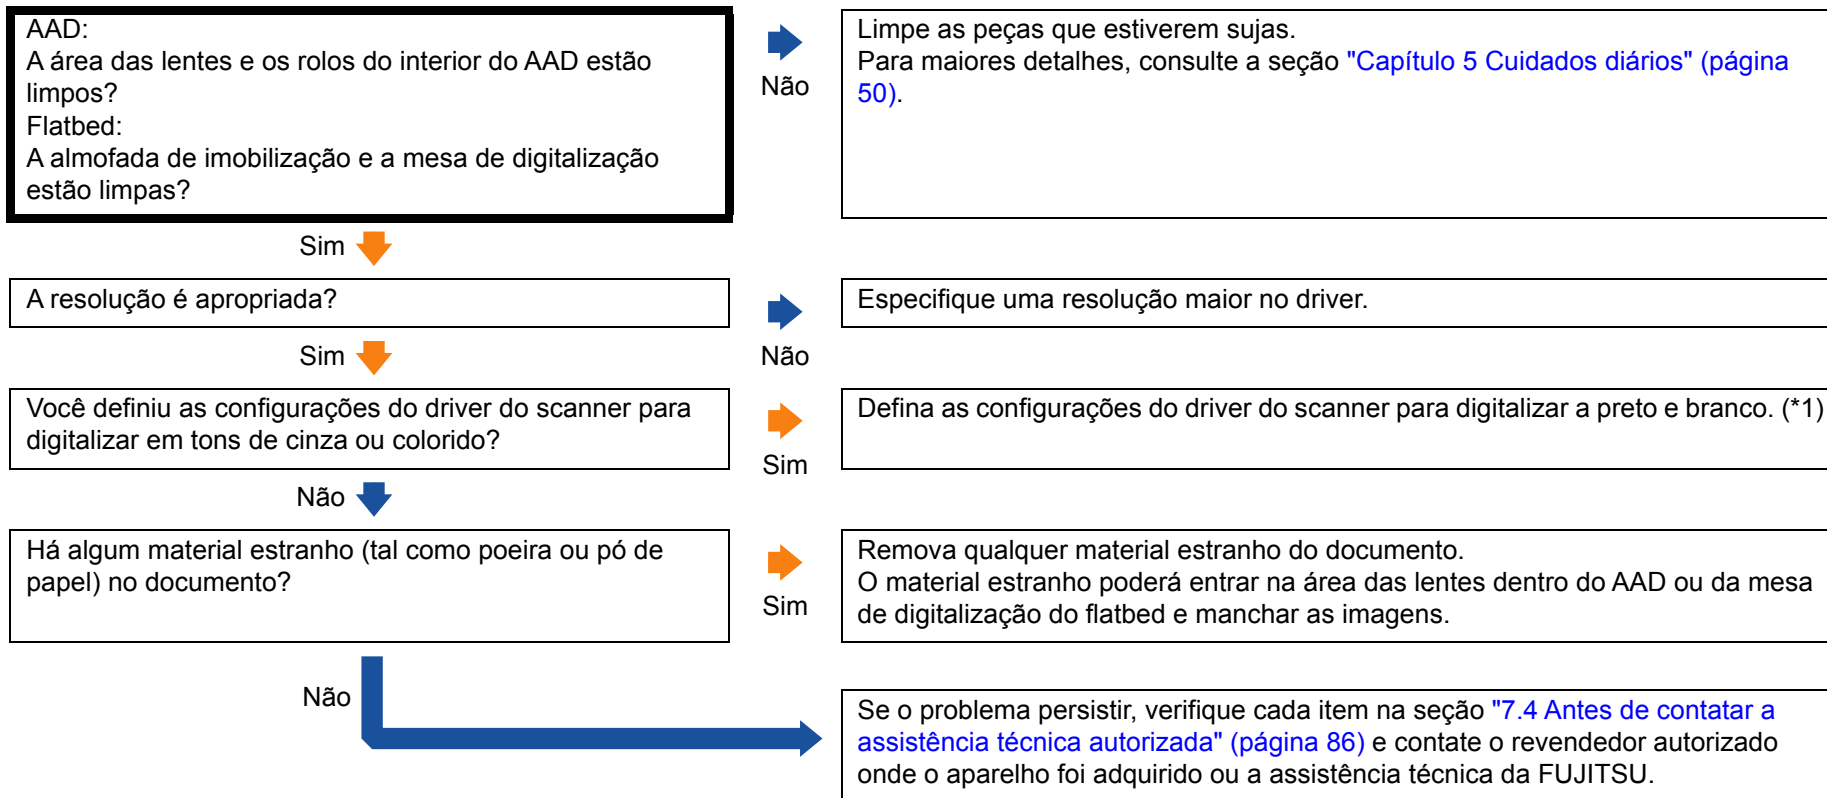 AAD:
A área das lentes e os rolos do interior do AAD estão
limpos?
Flatbed:
A almofada de imobilização e a mesa de digitalização
estão limpas?
Não
Limpe as peças que estiverem sujas.
Para maiores detalhes, consulte a seção "Capítulo 5 Cuidados diários" (página
50).
Sim
A resolução é apropriada?
Não
Especifique uma resolução maior no driver.
Sim
Você definiu as configurações do driver do scanner para
digitalizar em tons de cinza ou colorido?
Sim
Defina as configurações do driver do scanner para digitalizar a preto e branco. (*1)
Não
Há algum material estranho (tal como poeira ou pó de
papel) no documento?
Sim
Remova qualquer material estranho do documento.
O material estranho poderá entrar na área das lentes dentro do AAD ou da mesa
de digitalização do flatbed e manchar as imagens.
Não
Se o problema persistir, verifique cada item na seção "7.4 Antes de contatar a
assistência técnica autorizada" (página 86) e contate o revendedor autorizado
onde o aparelho foi adquirido ou a assistência técnica da FUJITSU.